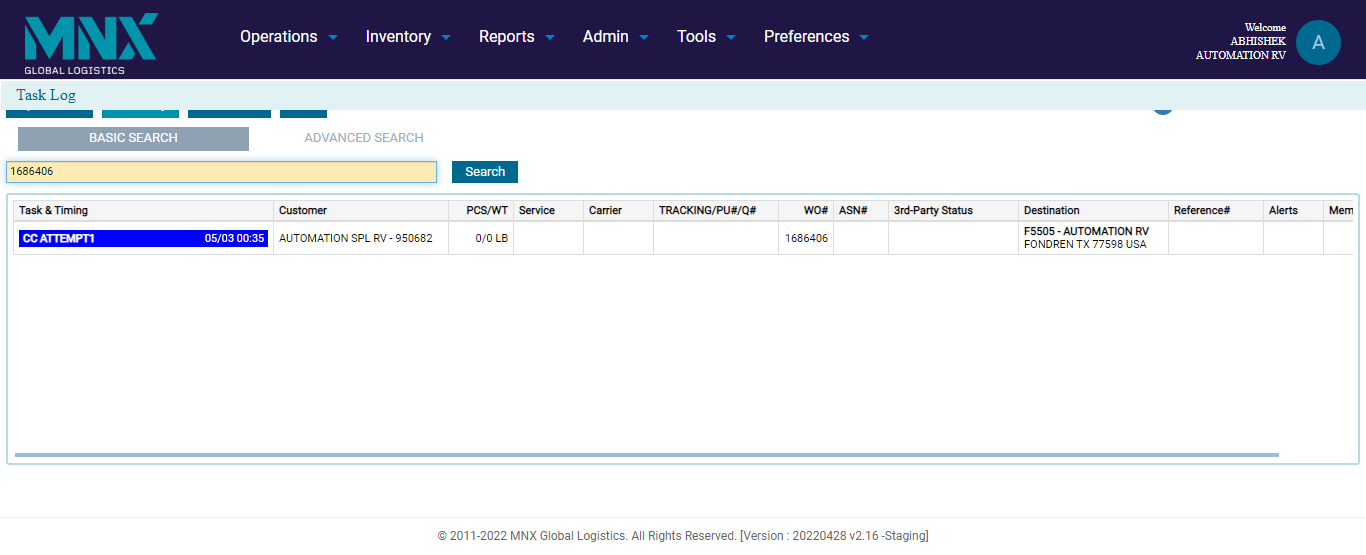 MNX
GLOBAL LOGISTICS
Operations Inventory Reports Admin Tools Preferences
Welcome
ABHISHEK
AUTOMATION RV
A
Task Log
BASIC SEARCH ADVANCED SEARCH
1686406 Search
Task & Timing Customer PCS/WT Service Carrier TRACKING/PU#/Q# WO# ASN# 3rd-Party Status Destination Reference# Alerts Mem
CC ATTEMPT1 05/03 00:35 AUTOMATION SPL RV - 950682 0/0 LB 1686406 F5505 - AUTOMATION RV
FONDREN TX 77598 USA
© 2011-2022 MNX Global Logistics. All Rights Reserved. [Version : 20220428 v2.16 -Staging]